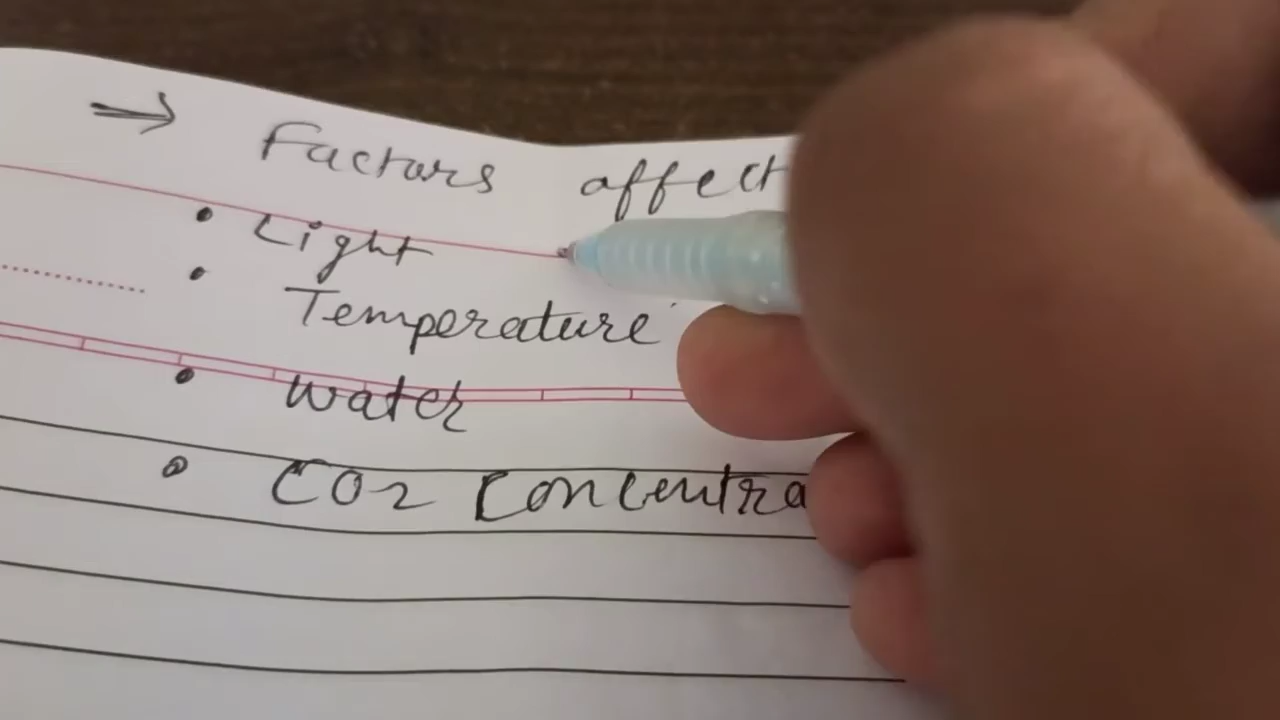 → Factors affect
• Light
• Temperature
• Water
• CO2 Concentra